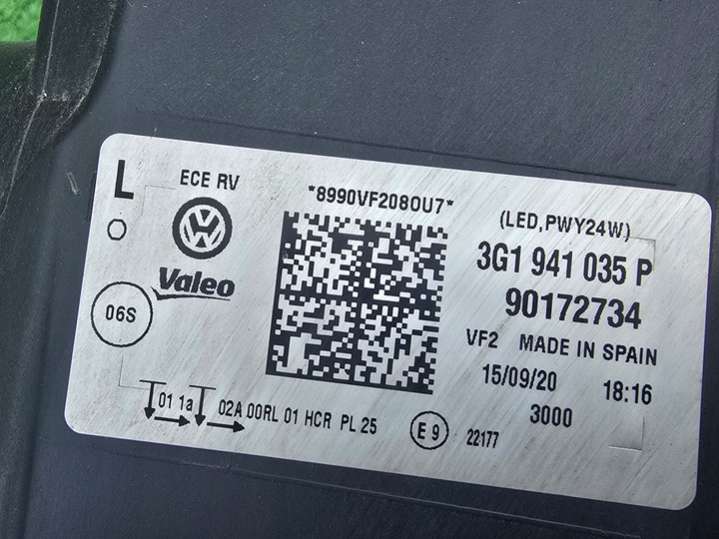 L
ECE RV
*8990VF2080U7*
O
(LED,PWY24W)
3G1 941 035 P
Valeo
90172734
06S
VF2 MADE IN SPAIN
15/09/20 18:16
01 1a 02A 00RL 01 HCR PL 25
3000
E 9
22177